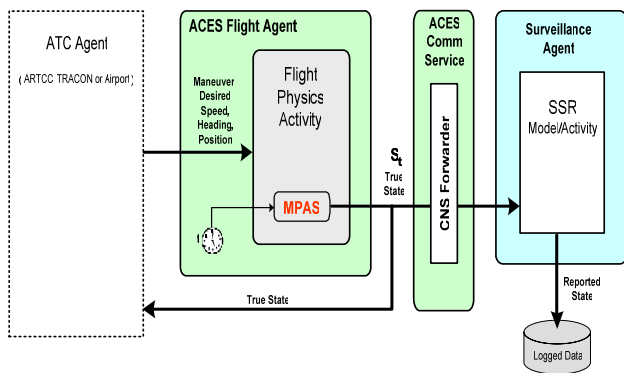 ATC Agent
( ARTCC TRACON or Airport)
ACES Flight Agent
Maneuver
Desired
Speed,
Heading,
Position
Flight
Physics
Activity
MPAS
t
True State
St
True
State
ACES
Comm
Service
CNS Forwarder
Surveillance
Agent
SSR
Model/Activity
Reported
State
Logged Data